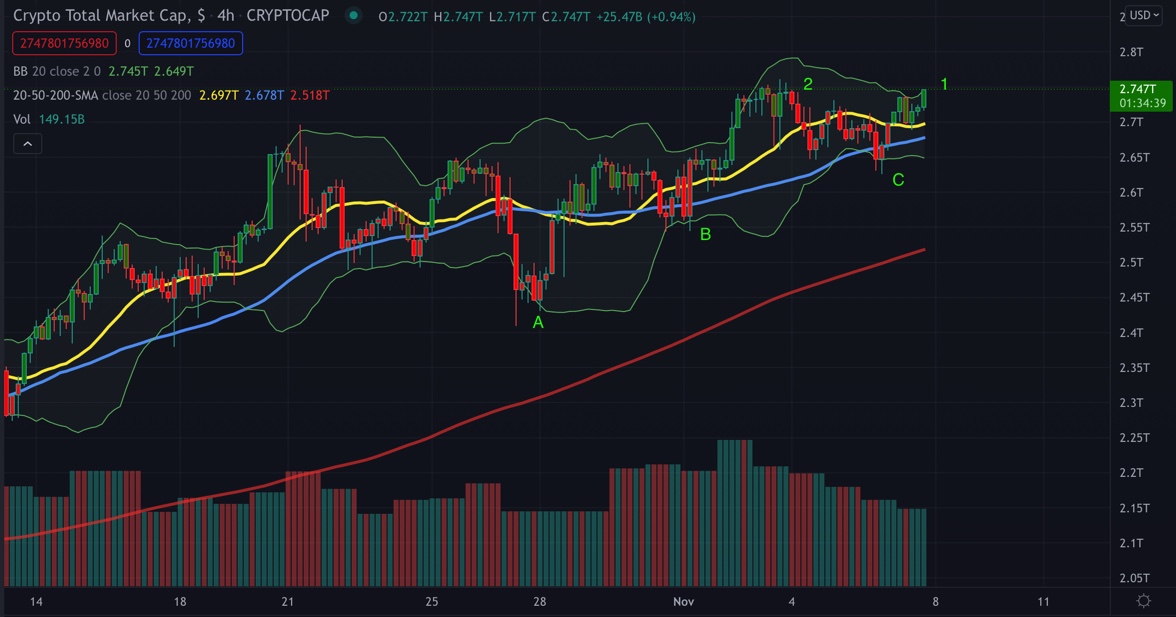 Crypto Total Market Cap, $ · 4h · CRYPTOCAP O2.722T H2.747T L2.717T C2.747T +25.47B (+0.94%)
2747801756980 0 2747801756980
BB 20 close 2 0 2.745T 2.649T
20-50-200-SMA close 20 50 200 2.697T 2.678T 2.518T
Vol 149.15B
USD
2.8T
2.747T
01:34:39
2.7T
2.65T
2.6T
2.55T
2.5T
2.45T
2.4T
2.35T
2.3T
2.25T
2.2T
2.15T
2.1T
2.05T
2
1
C
B
A
14 18 21 25 28 Nov 4 8 11